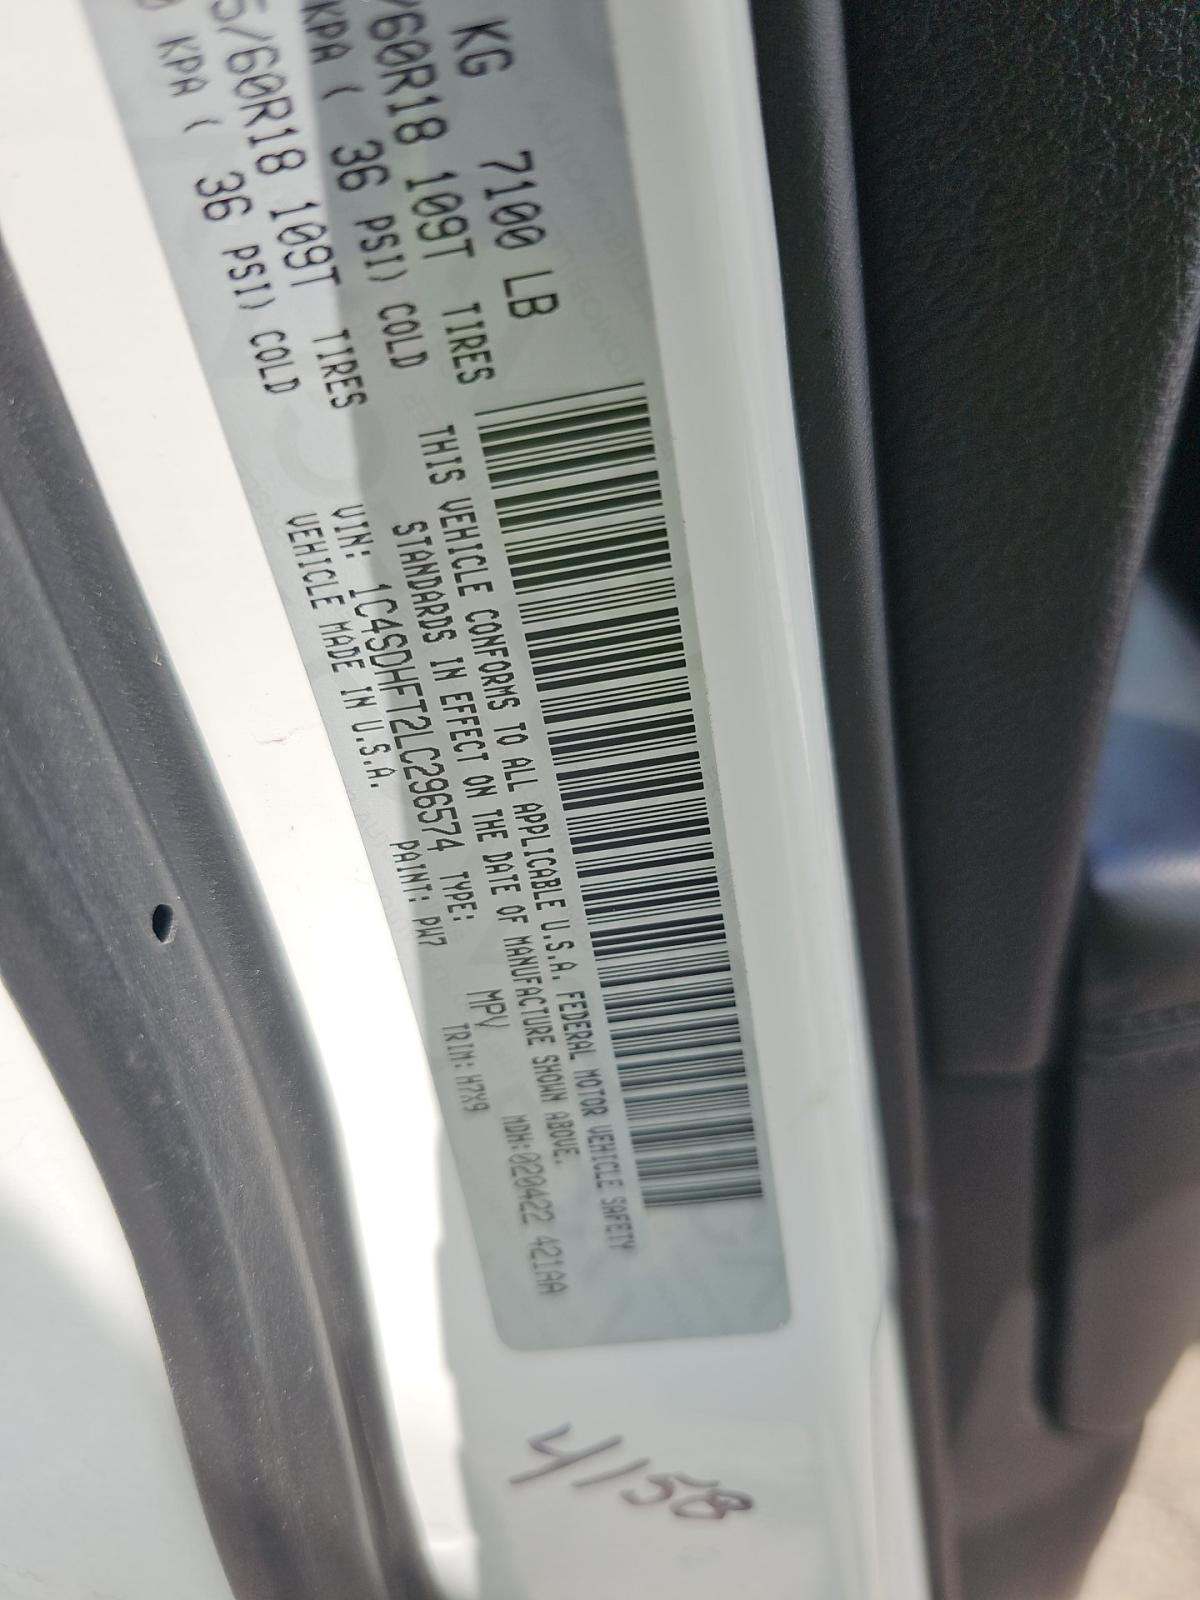 KG 7100 LB
/60R18 109T TIRES
KPA ( 36 PSI) COLD
5/60R18 109T TIRES
0 KPA ( 36 PSI) COLD
THIS VEHICLE CONFORMS TO ALL APPLICABLE U.S.A. FEDERAL MOTOR VEHICLE SAFETY
STANDARDS IN EFFECT ON THE DATE OF MANUFACTURE SHOWN ABOVE.
VIN: 1C4SDHFT2LC296574 TYPE: MPV MDH:020422 421AA
VEHICLE MADE IN U.S.A. PAINT: PW7 TRIM: H7X9
4158